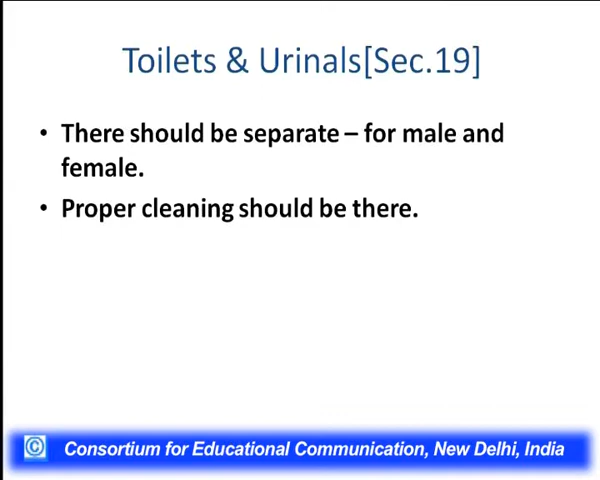 Toilets & Urinals[Sec.19]
• There should be separate – for male and
female.
• Proper cleaning should be there.
© Consortium for Educational Communication, New Delhi, India